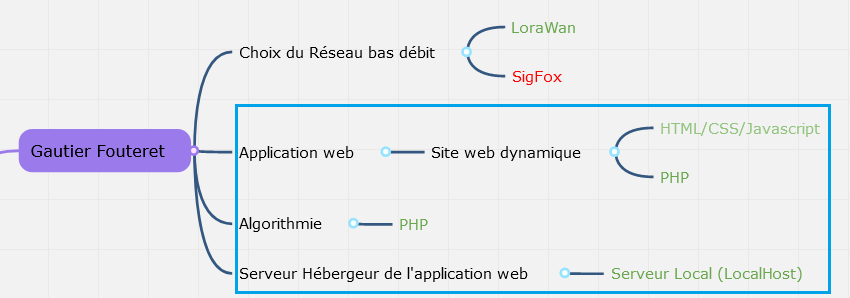 Gautier Fouteret
Choix du Réseau bas débit
LoraWan
SigFox
Application web
Site web dynamique
HTML/CSS/Javascript
PHP
Algorithmie
PHP
Serveur Hébergeur de l'application web
Serveur Local (LocalHost)